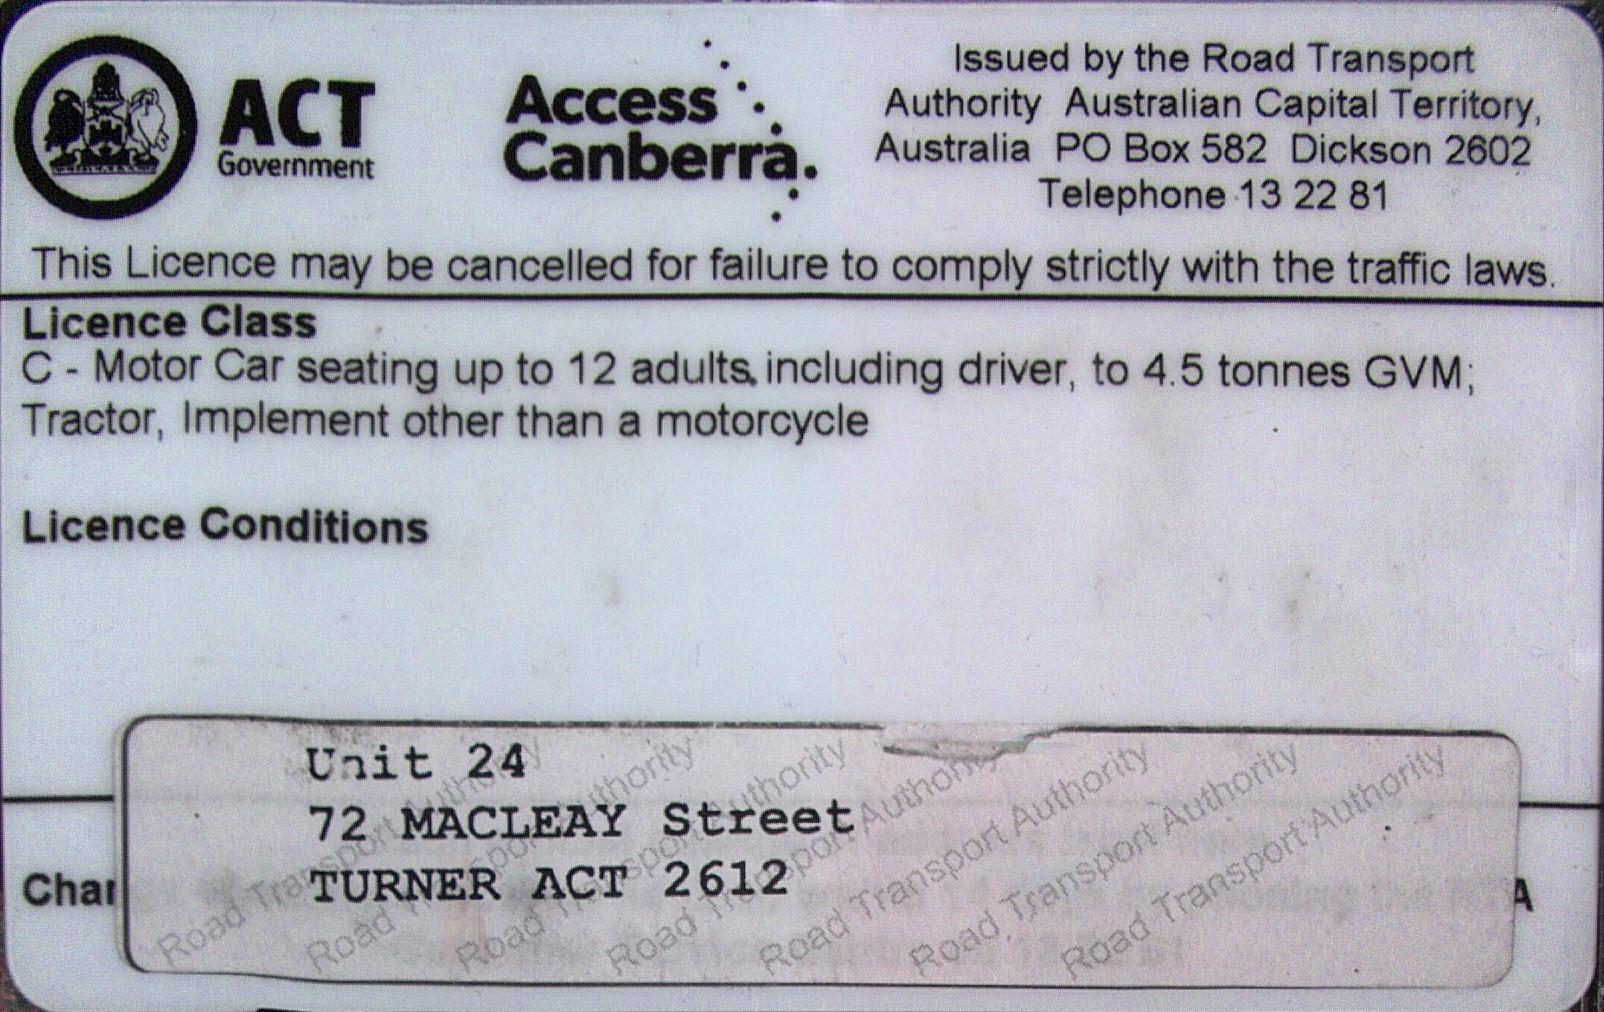 ACT
Government
Access
Canberra.
Issued by the Road Transport
Authority Australian Capital Territory,
Australia PO Box 582 Dickson 2602
Telephone 13 22 81
This Licence may be cancelled for failure to comply strictly with the traffic laws.
Licence Class
C - Motor Car seating up to 12 adults, including driver, to 4.5 tonnes GVM;
Tractor, Implement other than a motorcycle
Licence Conditions
Unit 24
72 MACLEAY Street
TURNER ACT 2612
Road Transport Authority Road Transport Authority Road Transport Authority Road Transport Authority Road Transport Authority Road Transport Authority Road Transport Authority